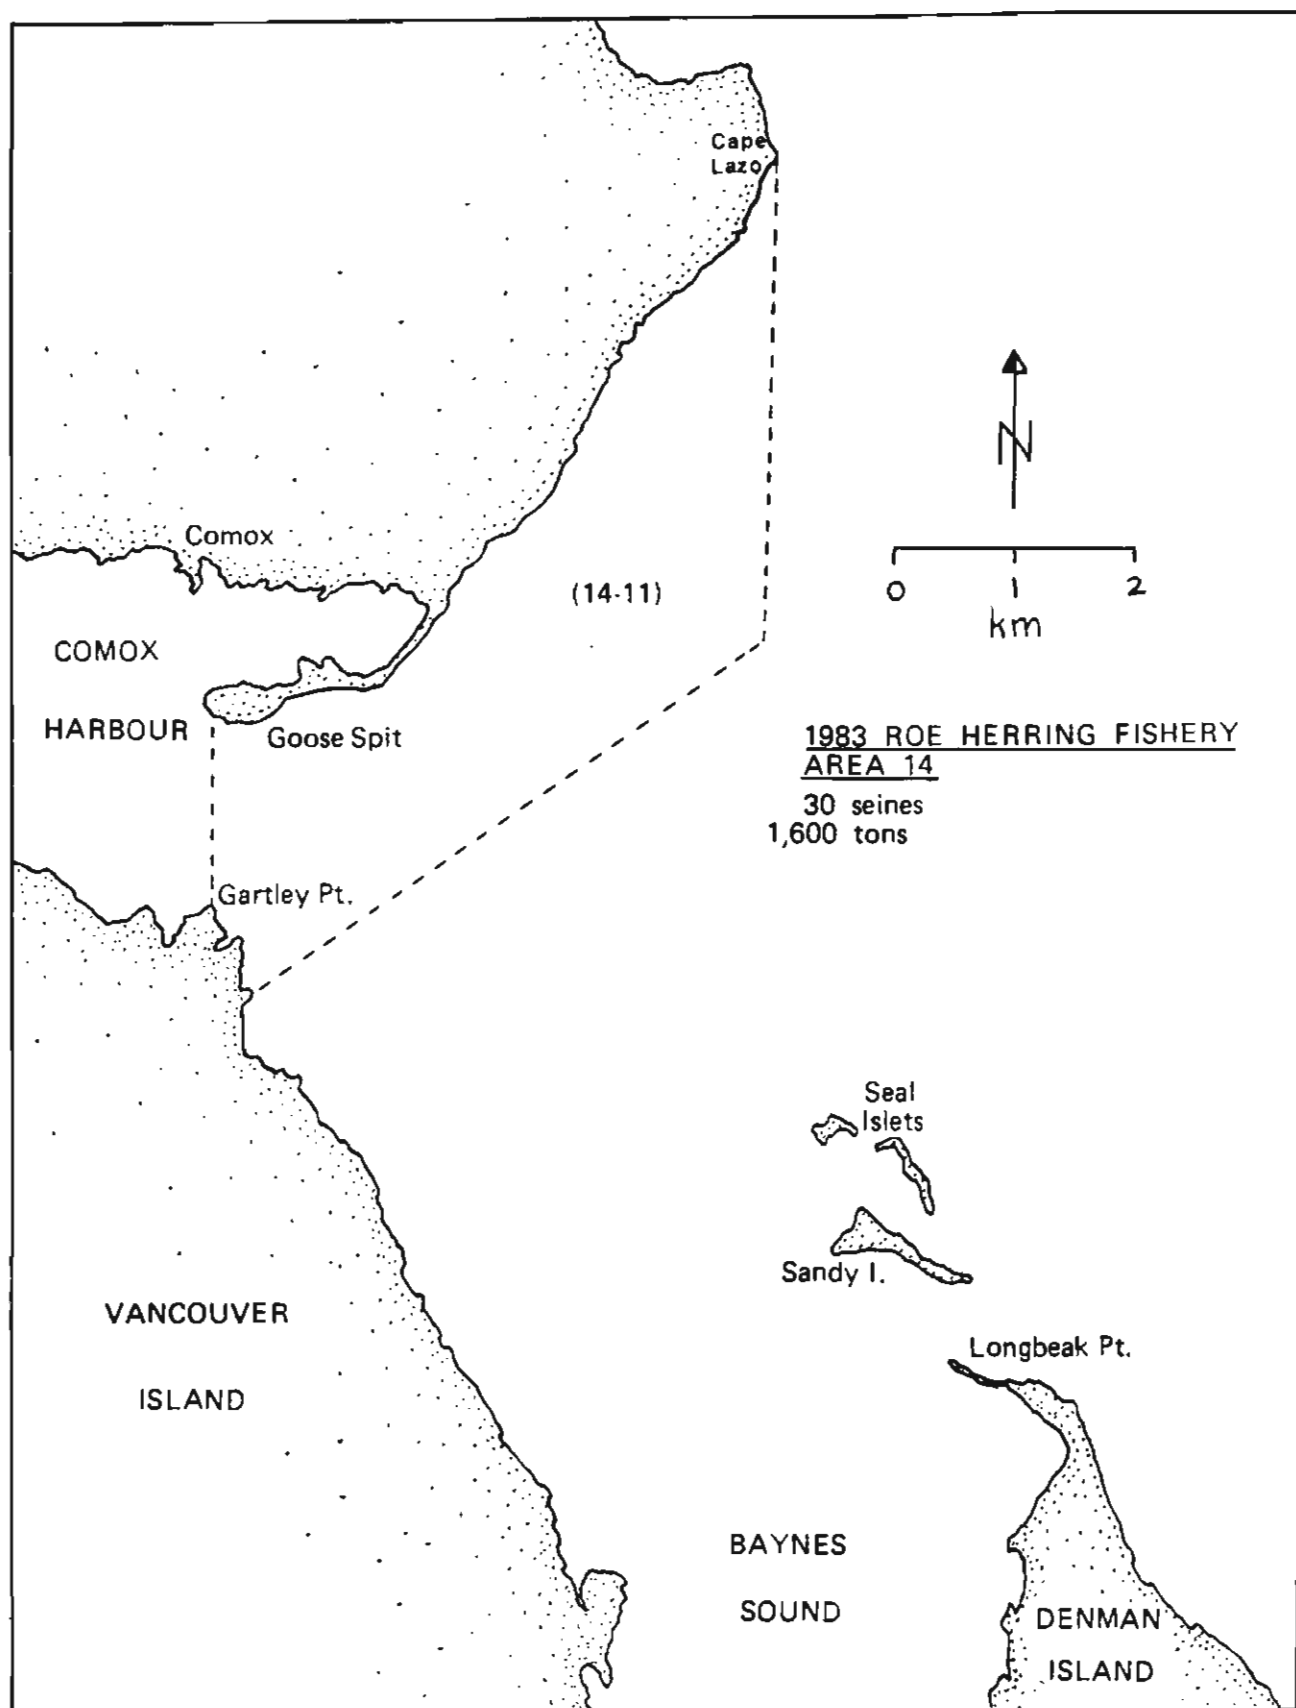 Cape
Lazo
N
Comox
(14-11)
0 1 2
km
COMOX
HARBOUR
Goose Spit
1983 ROE HERRING FISHERY
AREA 14
30 seines
1,600 tons
Gartley Pt.
Seal
Islets
Sandy I.
VANCOUVER
ISLAND
Longbeak Pt.
BAYNES
SOUND
DENMAN
ISLAND